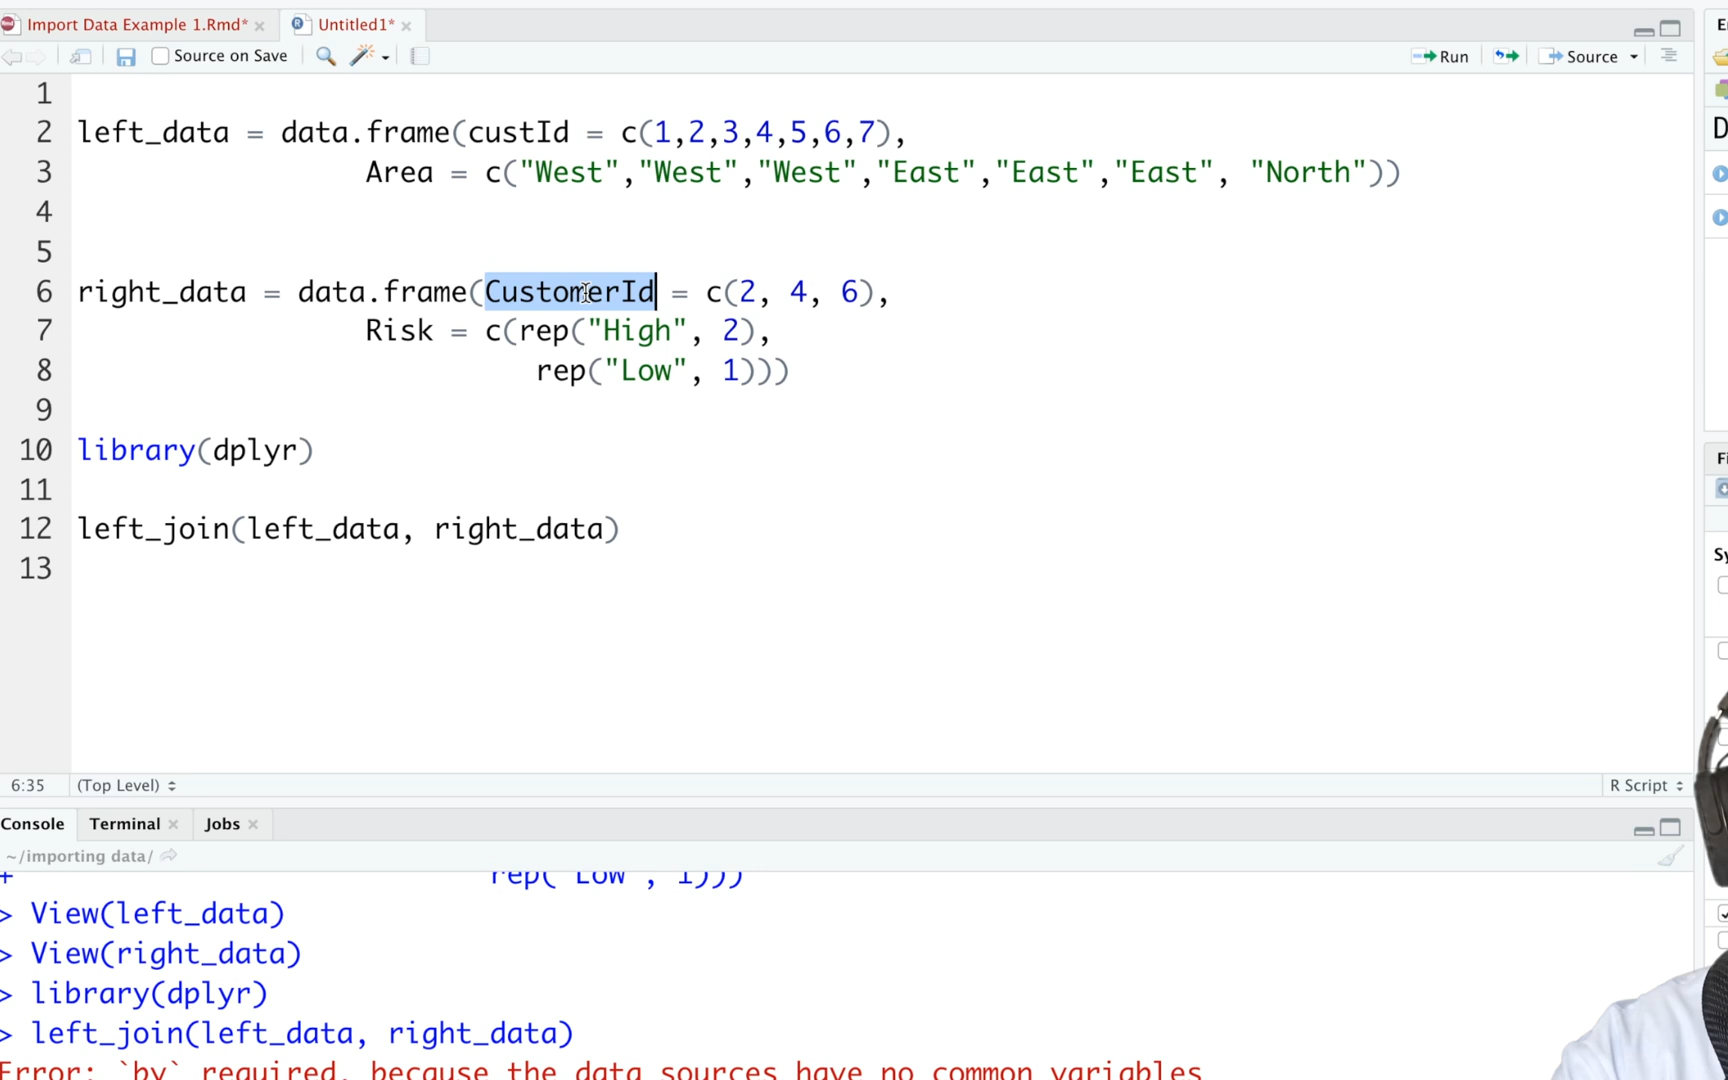 Import Data Example 1.Rmd* Untitled1*
Source on Save Run Source
1
2 left_data = data.frame(custId = c(1,2,3,4,5,6,7),
3 Area = c("West","West","West","East","East","East", "North"))
4
5
6 right_data = data.frame(CustomerId = c(2, 4, 6),
7 Risk = c(rep("High", 2),
8 rep("Low", 1)))
9
10 library(dplyr)
11
12 left_join(left_data, right_data)
13
6:35 (Top Level) R Script
Console Terminal Jobs
~/importing data/
+ rep("Low", 1)))
> View(left_data)
> View(right_data)
> library(dplyr)
> left_join(left_data, right_data)
Error: `by` required, because the data sources have no common variables